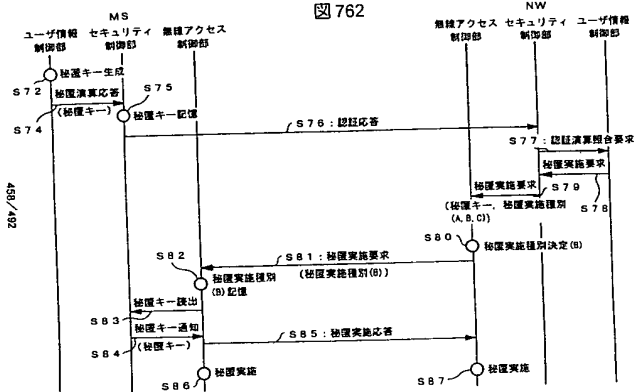 図762
MS
NW
ユーザ情報
制御部
セキュリティ
制御部
無線アクセス
制御部
無線アクセス
制御部
セキュリティ
制御部
ユーザ情報
制御部
秘匿キー生成
S72
S75
秘匿演算応答
(秘匿キー)
S74
秘匿キー記憶
S76:認証応答
S77:認証演算照合要求
秘匿実施要求
S78
秘匿実施要求
S79
(秘匿キー、秘匿実施種別
(A,B,C))
S80
秘匿実施種別決定(B)
S81:秘匿実施要求
(秘匿実施種別(B))
S82
秘匿実施種別
(B)記憶
秘匿キー読出
S83
秘匿キー通知
S84
(秘匿キー)
S85:秘匿実施応答
秘匿実施
S86
秘匿実施
S87
458/492